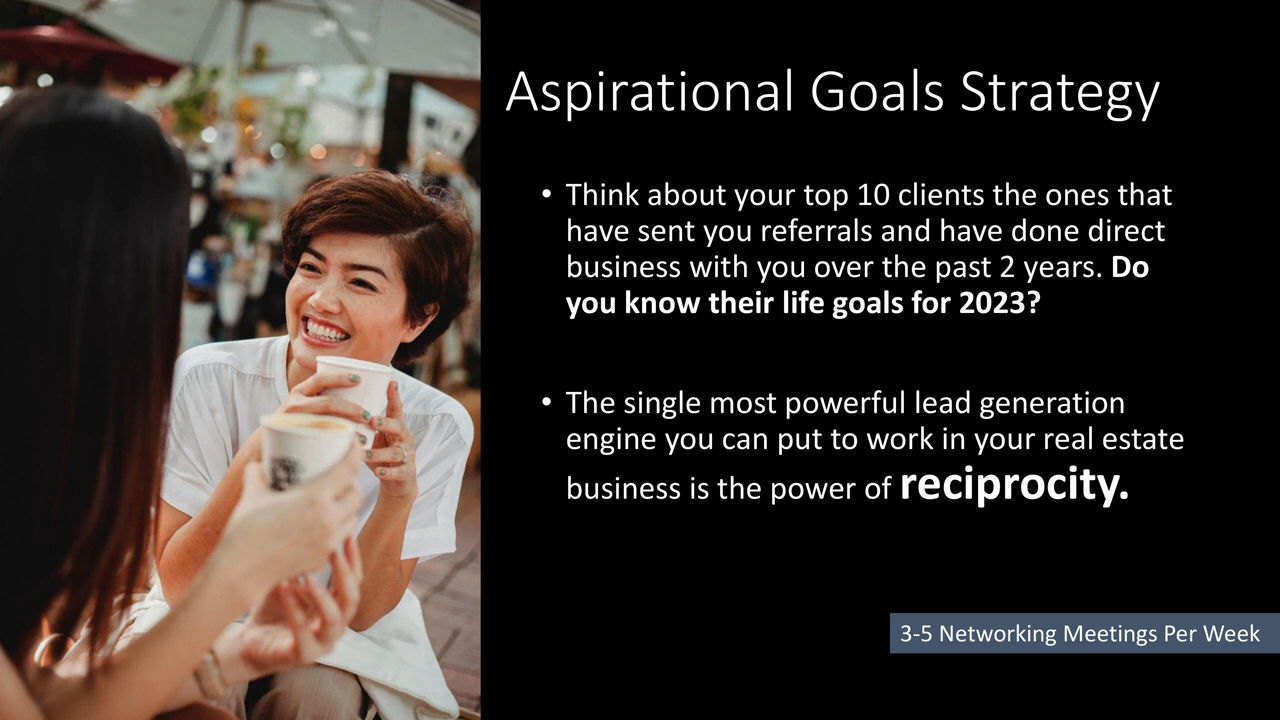 Aspirational Goals Strategy
• Think about your top 10 clients the ones that
have sent you referrals and have done direct
business with you over the past 2 years. Do
you know their life goals for 2023?
• The single most powerful lead generation
engine you can put to work in your real estate
business is the power of reciprocity.
3-5 Networking Meetings Per Week